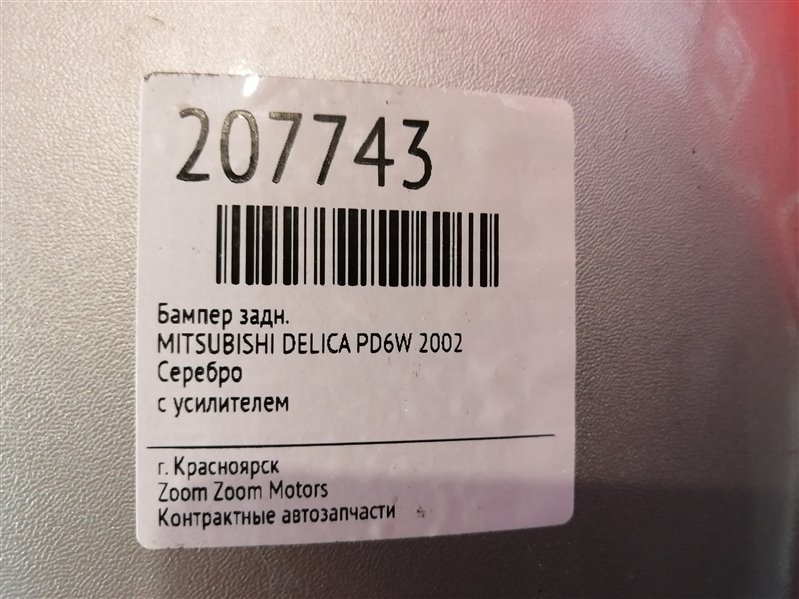 207743
Бампер задн.
MITSUBISHI DELICA PD6W 2002
Серебро
с усилителем
г. Красноярск
Zoom Zoom Motors
Контрактные автозапчасти